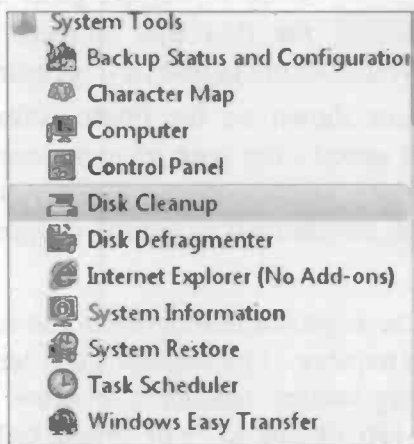 System Tools
Backup Status and Configuration
Character Map
Computer
Control Panel
Disk Cleanup
Disk Defragmenter
Internet Explorer (No Add-ons)
System Information
System Restore
Task Scheduler
Windows Easy Transfer